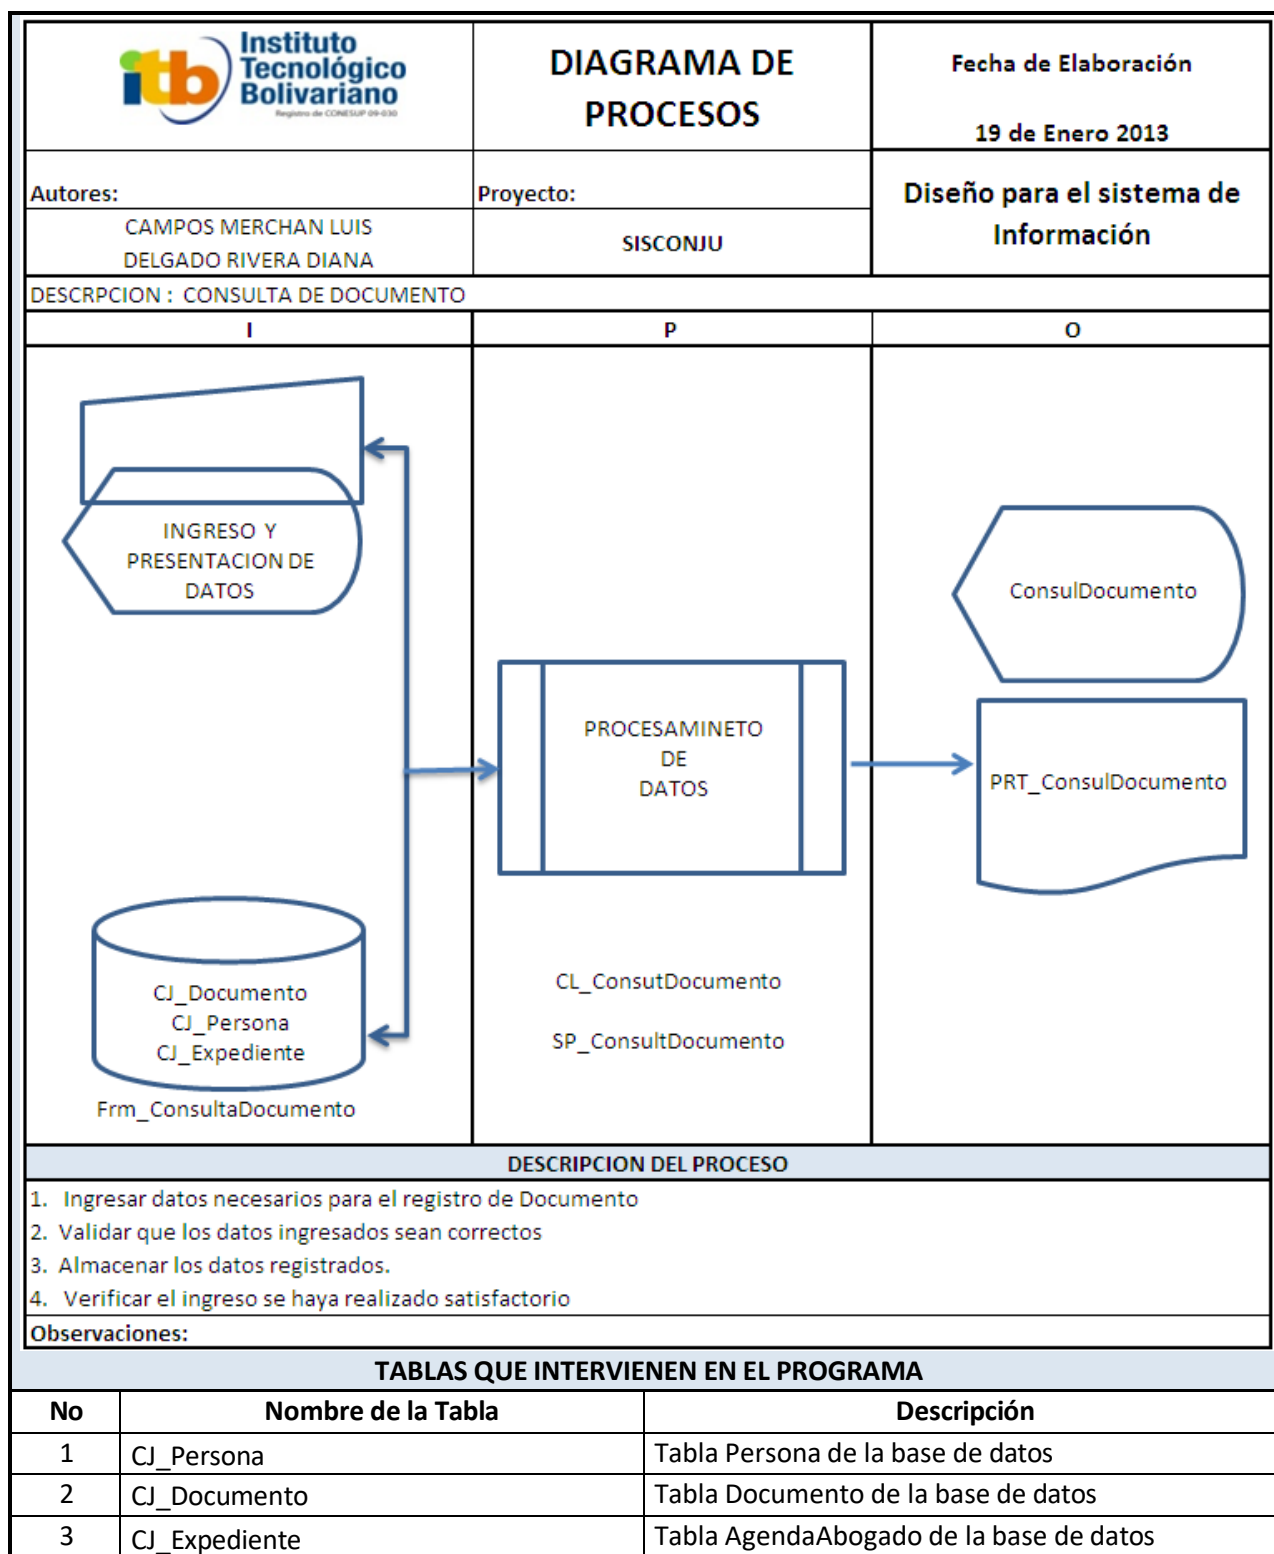 itb
Instituto
Tecnológico
Bolivariano
Registro de CONESUP 09-030
DIAGRAMA DE
PROCESOS
Fecha de Elaboración
19 de Enero 2013
Autores:
CAMPOS MERCHAN LUIS
DELGADO RIVERA DIANA
Proyecto:
SISCONJU
Diseño para el sistema de
Información
DESCRPCION : CONSULTA DE DOCUMENTO
I
P
O
INGRESO Y
PRESENTACION DE
DATOS
CJ_Documento
CJ_Persona
CJ_Expediente
Frm_ConsultaDocumento
PROCESAMINETO
DE
DATOS
CL_ConsutDocumento
SP_ConsultDocumento
ConsulDocumento
PRT_ConsulDocumento
DESCRIPCION DEL PROCESO
1. Ingresar datos necesarios para el registro de Documento
2. Validar que los datos ingresados sean correctos
3. Almacenar los datos registrados.
4. Verificar el ingreso se haya realizado satisfactorio
Observaciones:
TABLAS QUE INTERVIENEN EN EL PROGRAMA
No Nombre de la Tabla Descripción
1 CJ_Persona Tabla Persona de la base de datos
2 CJ_Documento Tabla Documento de la base de datos
3 CJ_Expediente Tabla AgendaAbogado de la base de datos